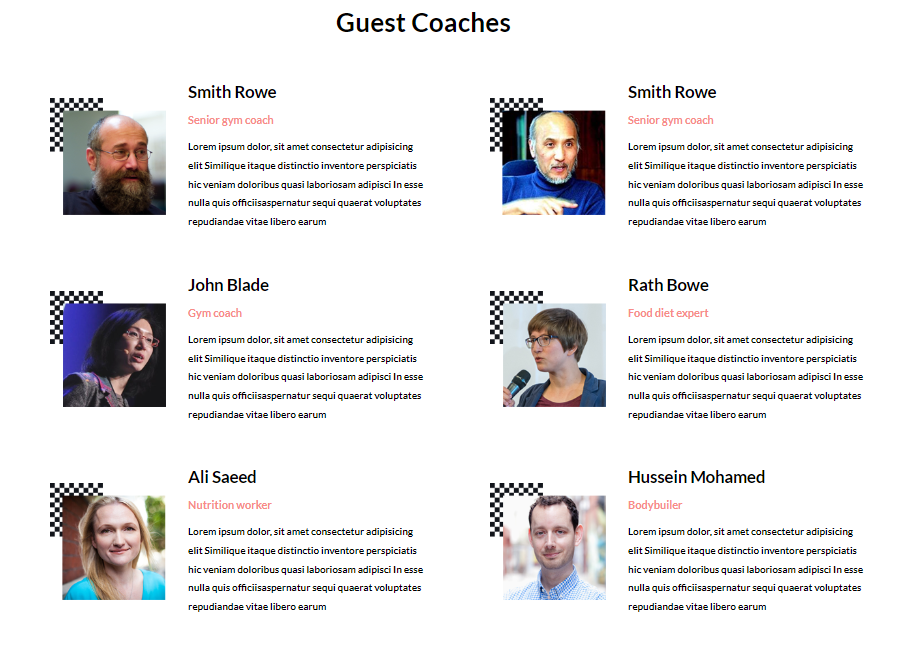 Guest Coaches
Smith Rowe
Senior gym coach
Lorem ipsum dolor, sit amet consectetur adipisicing
elit Similique itaque distinctio inventore perspiciatis
hic veniam doloribus quasi laboriosam adipisci In esse
nulla quis officiisaspernatur sequi quaerat voluptates
repudiandae vitae libero earum
Smith Rowe
Senior gym coach
Lorem ipsum dolor, sit amet consectetur adipisicing
elit Similique itaque distinctio inventore perspiciatis
hic veniam doloribus quasi laboriosam adipisci In esse
nulla quis officiisaspernatur sequi quaerat voluptates
repudiandae vitae libero earum
John Blade
Gym coach
Lorem ipsum dolor, sit amet consectetur adipisicing
elit Similique itaque distinctio inventore perspiciatis
hic veniam doloribus quasi laboriosam adipisci In esse
nulla quis officiisaspernatur sequi quaerat voluptates
repudiandae vitae libero earum
Rath Bowe
Food diet expert
Lorem ipsum dolor, sit amet consectetur adipisicing
elit Similique itaque distinctio inventore perspiciatis
hic veniam doloribus quasi laboriosam adipisci In esse
nulla quis officiisaspernatur sequi quaerat voluptates
repudiandae vitae libero earum
Ali Saeed
Nutrition worker
Lorem ipsum dolor, sit amet consectetur adipisicing
elit Similique itaque distinctio inventore perspiciatis
hic veniam doloribus quasi laboriosam adipisci In esse
nulla quis officiisaspernatur sequi quaerat voluptates
repudiandae vitae libero earum
Hussein Mohamed
Bodybuiler
Lorem ipsum dolor, sit amet consectetur adipisicing
elit Similique itaque distinctio inventore perspiciatis
hic veniam doloribus quasi laboriosam adipisci In esse
nulla quis officiisaspernatur sequi quaerat voluptates
repudiandae vitae libero earum